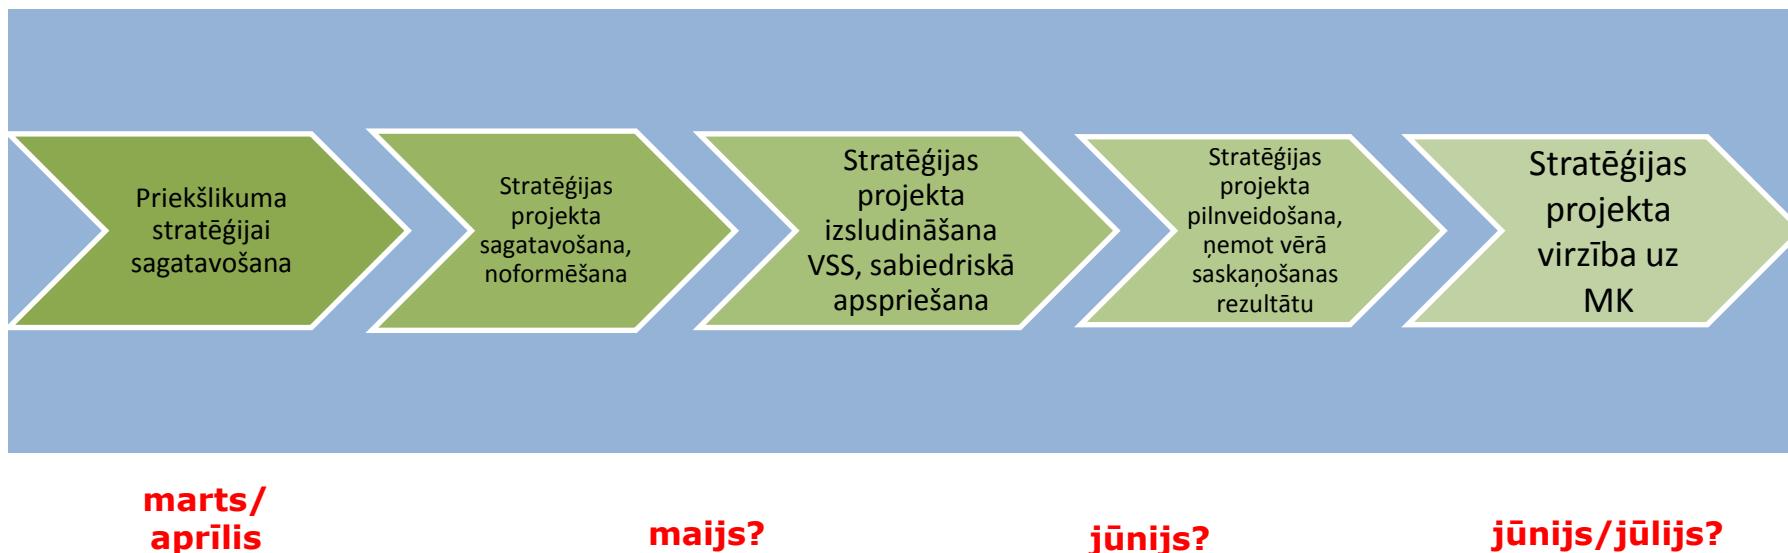 Priekšlikuma
stratēģijai
sagatavošana
Stratēģijas
projekta
sagatavošana,
noformēšana
Stratēģijas
projekta
izsludināšana
VSS, sabiedriskā
apspriešana
Stratēģijas
projekta
pilnveidošana,
ņemot vērā
saskaņošanas
rezultātu
Stratēģijas
projekta
virzība uz
MK
marts/
aprīlis
maijs?
jūnijs?
jūnijs/jūlijs?